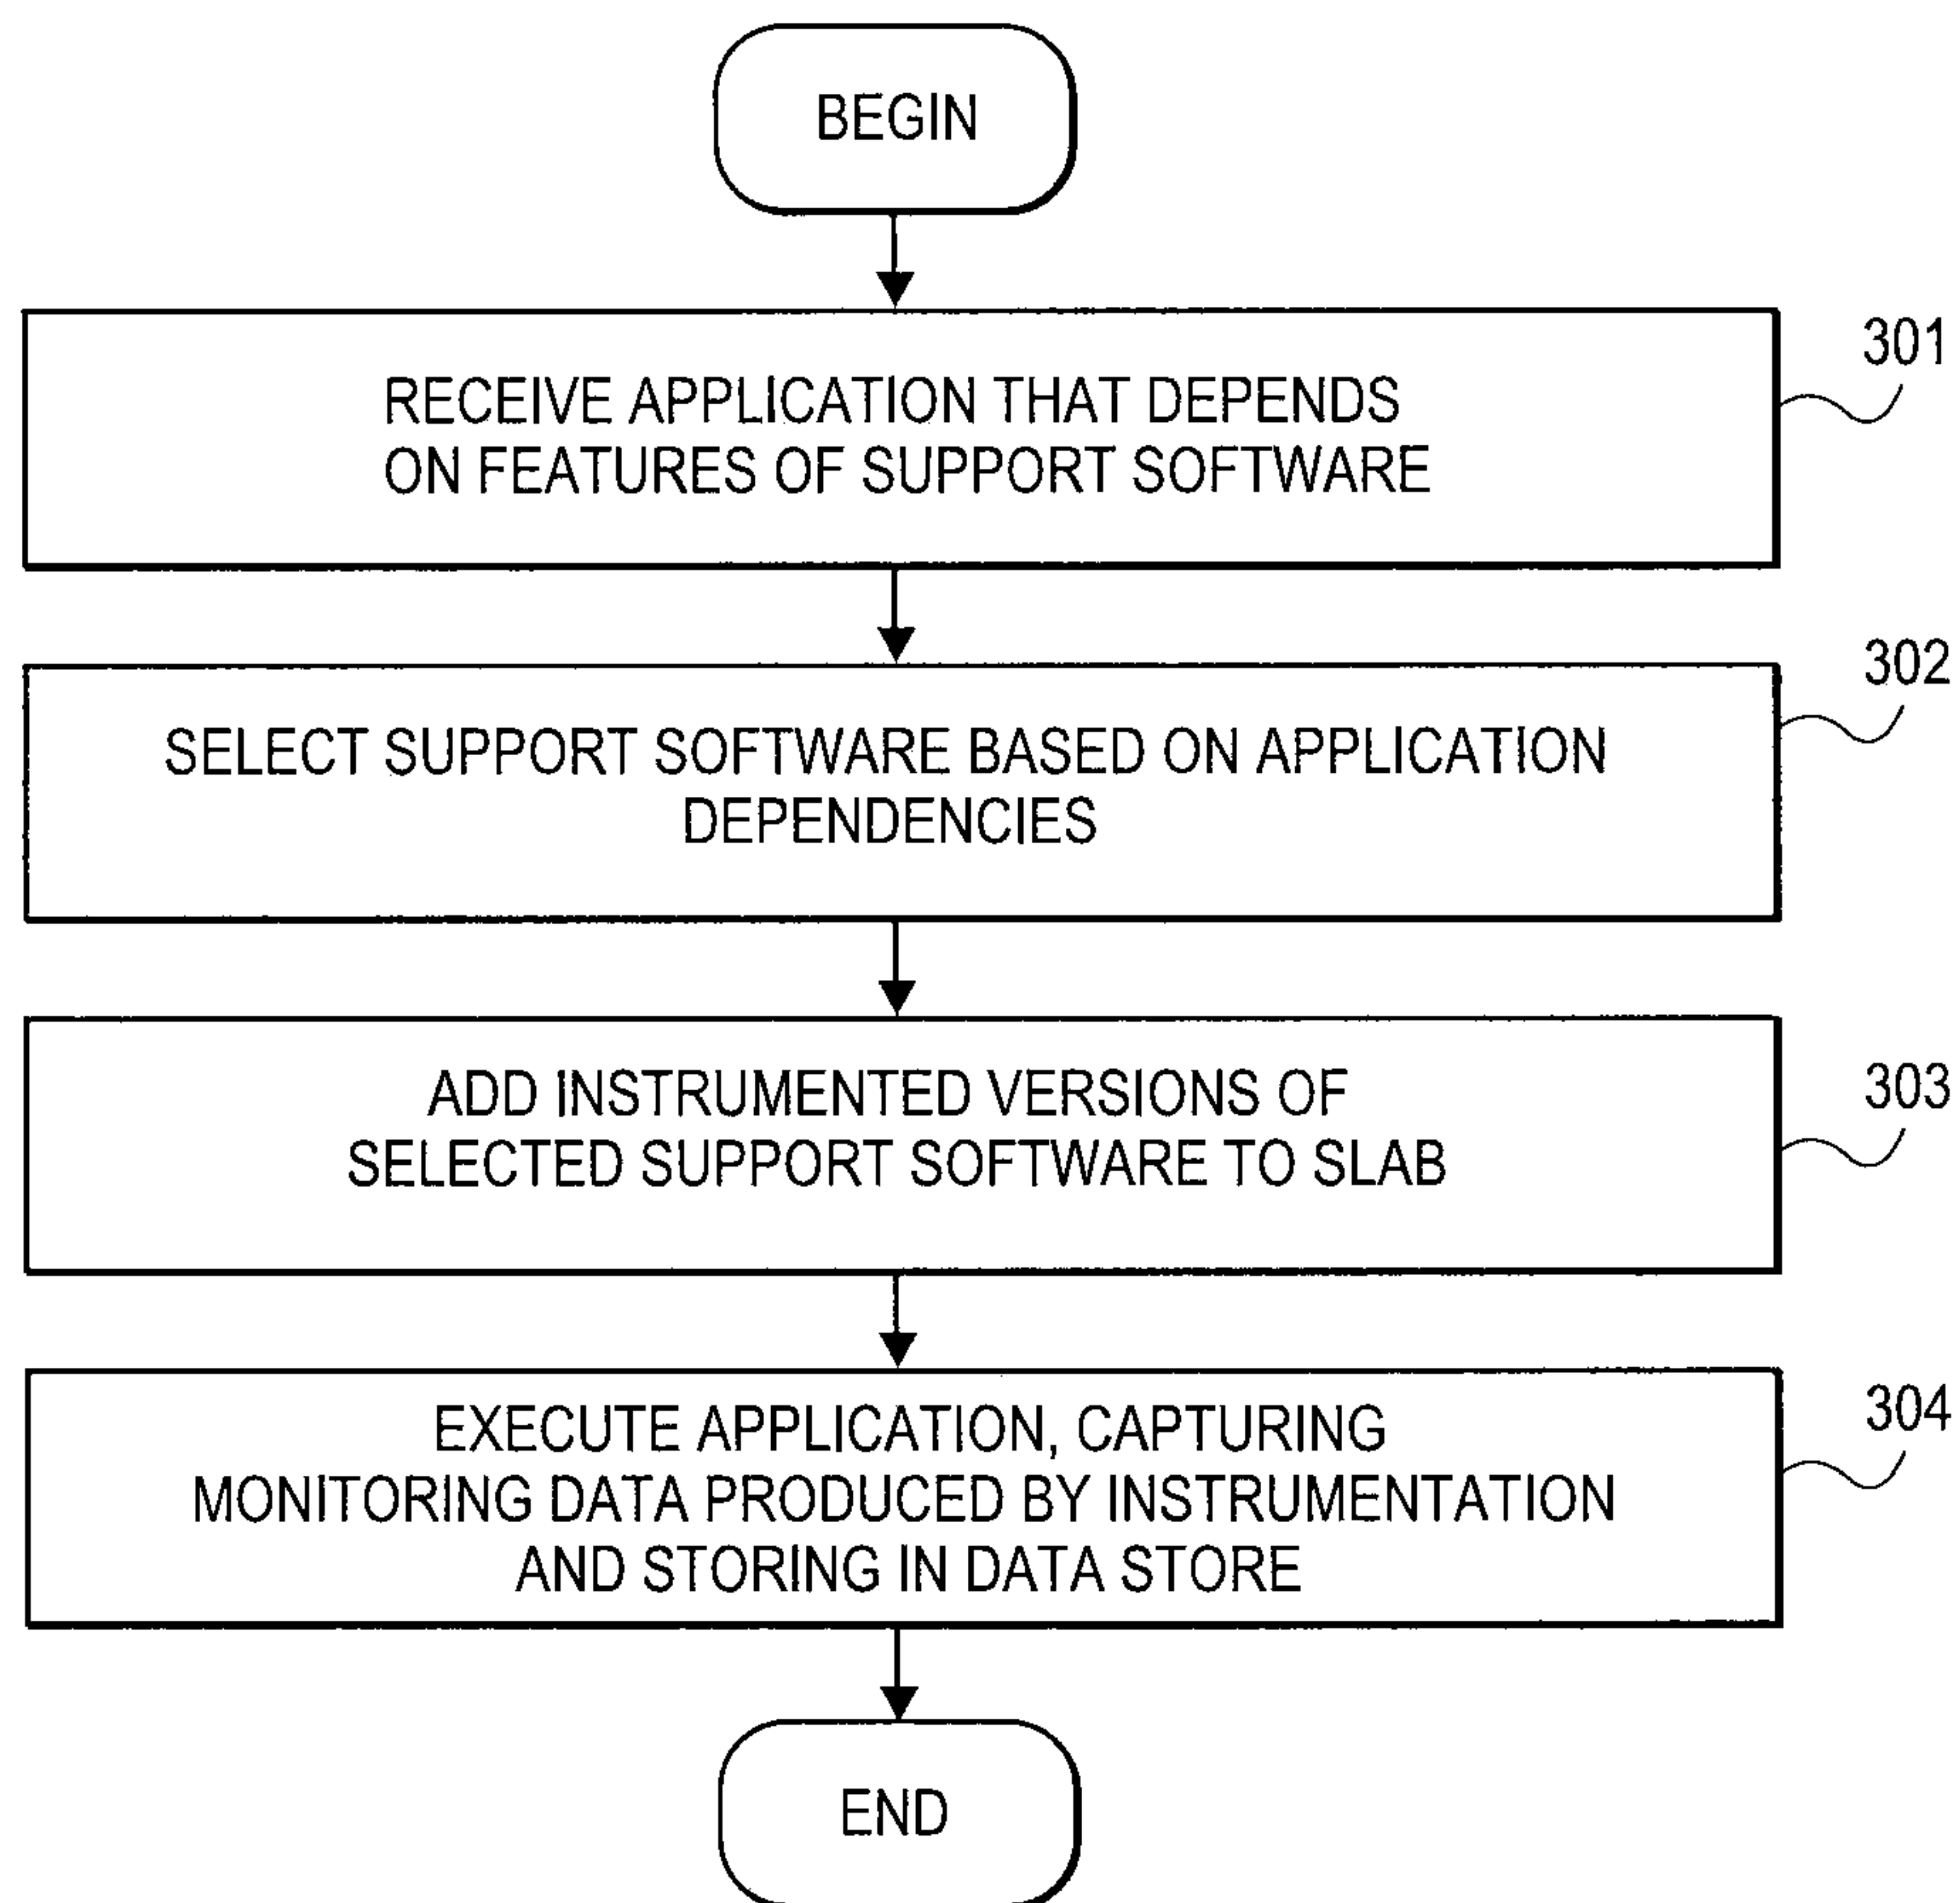 BEGIN
RECEIVE APPLICATION THAT DEPENDS
ON FEATURES OF SUPPORT SOFTWARE
301
SELECT SUPPORT SOFTWARE BASED ON APPLICATION
DEPENDENCIES
302
ADD INSTRUMENTED VERSIONS OF
SELECTED SUPPORT SOFTWARE TO SLAB
303
EXECUTE APPLICATION, CAPTURING
MONITORING DATA PRODUCED BY INSTRUMENTATION
AND STORING IN DATA STORE
304
END